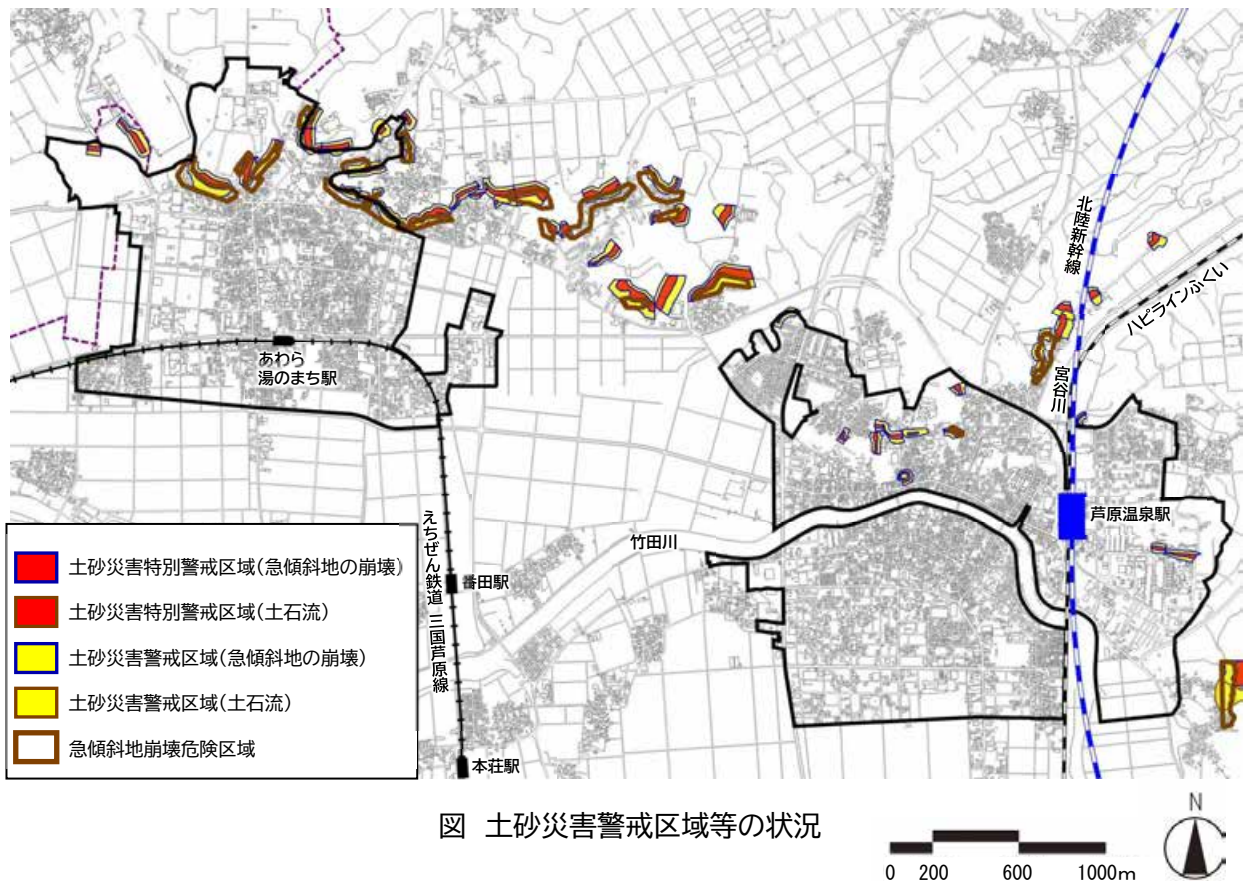 北陸新幹線
ハピラインふくい
あわら
湯のまち駅
宮谷川
芦原温泉駅
竹田川
えちぜん鉄道 三国芦原線
番田駅
本荘駅
土砂災害特別警戒区域(急傾斜地の崩壊)
土砂災害特別警戒区域(土石流)
土砂災害警戒区域(急傾斜地の崩壊)
土砂災害警戒区域(土石流)
急傾斜地崩壊危険区域
図 土砂災害警戒区域等の状況
N
0 200 600 1000m